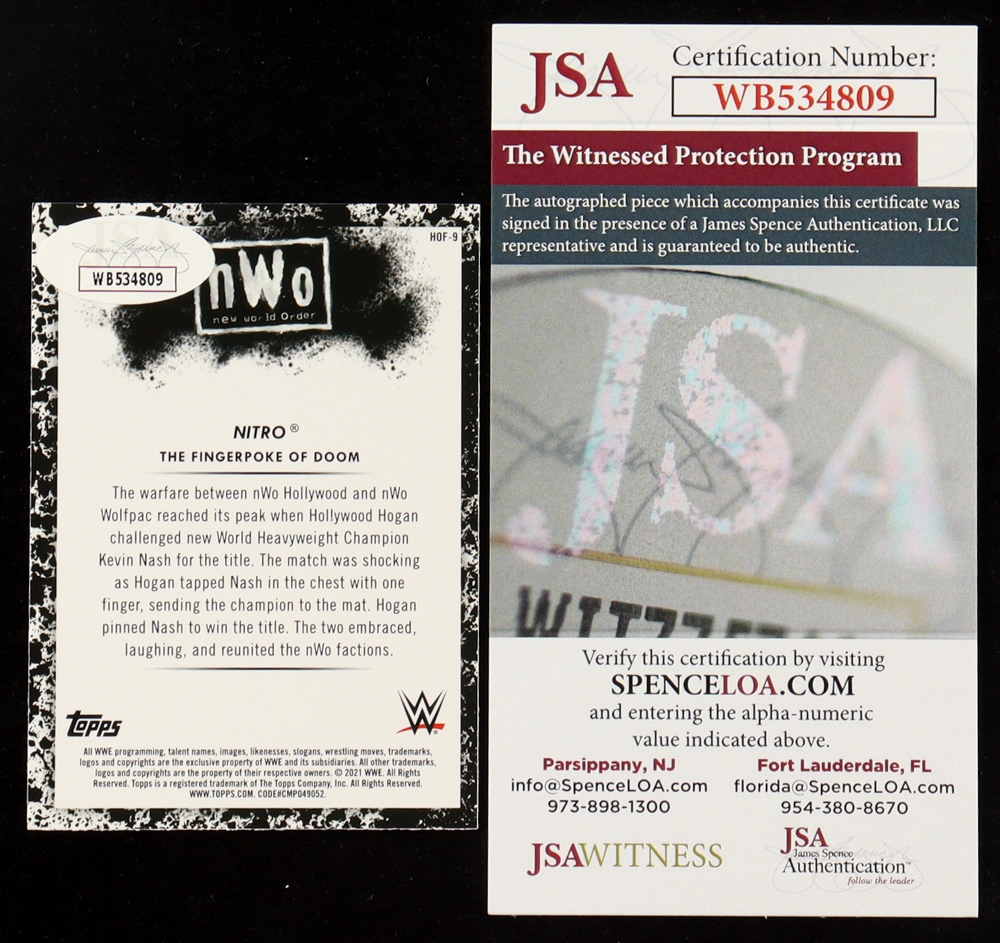 WB534809
HOF-9
nWo
new world Order
NITRO®
THE FINGERPOKE OF DOOM
The warfare between nWo Hollywood and nWo
Wolfpac reached its peak when Hollywood Hogan
challenged new World Heavyweight Champion
Kevin Nash for the title. The match was shocking
as Hogan tapped Nash in the chest with one
finger, sending the champion to the mat. Hogan
pinned Nash to win the title. The two embraced,
laughing, and reunited the nWo factions.
topps
W
All WWE programming, talent names, images, likenesses, slogans, wrestling moves, trademarks,
logos and copyrights are the exclusive property of WWE and its subsidiaries. All other trademarks,
logos and copyrights are the property of their respective owners. © 2021 WWE. All Rights
Reserved. Topps is a registered trademark of The Topps Company, Inc. All Rights Reserved.
WWW.TOPPS.COM. CODE#CMP049052.
JSA
Certification Number:
WB534809
The Witnessed Protection Program
The autographed piece which accompanies this certificate was
signed in the presence of a James Spence Authentication, LLC
representative and is guaranteed to be authentic.
JSA
Verify this certification by visiting
SPENCELOA.COM
and entering the alpha-numeric
value indicated above.
Parsippany, NJ
info@SpenceLOA.com
973-898-1300
Fort Lauderdale, FL
florida@SpenceLOA.com
954-380-8670
JSAWITNESS
JSA
James Spence
Authentication™
follow the leader